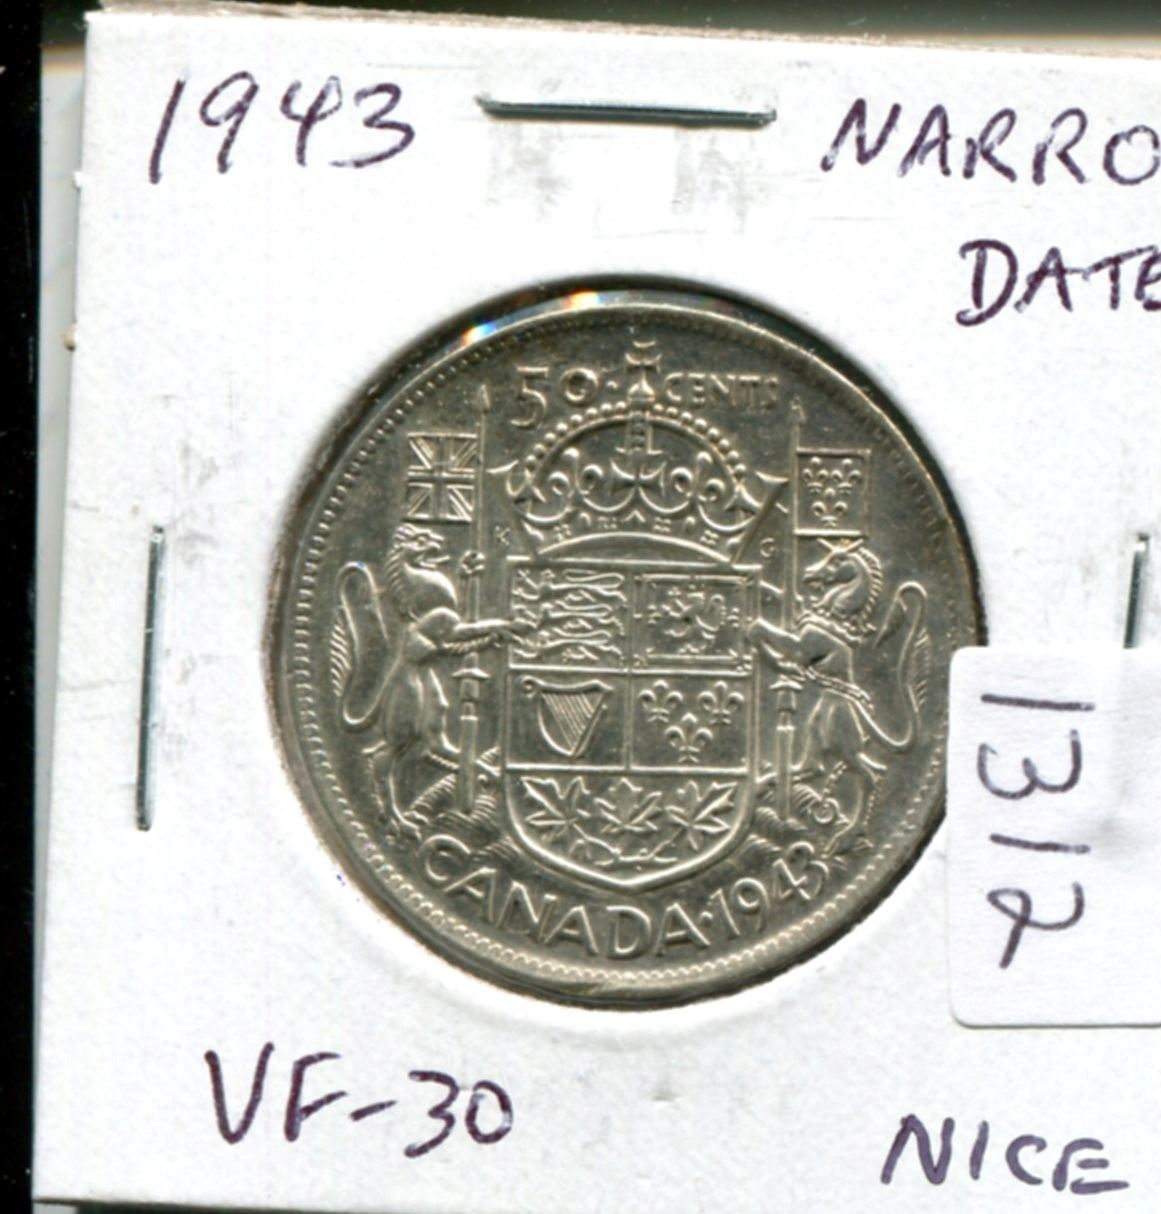 1943
NARRO
DATE
50 · CENTS
K G
CANADA · 1943
1312
VF-30
NICE